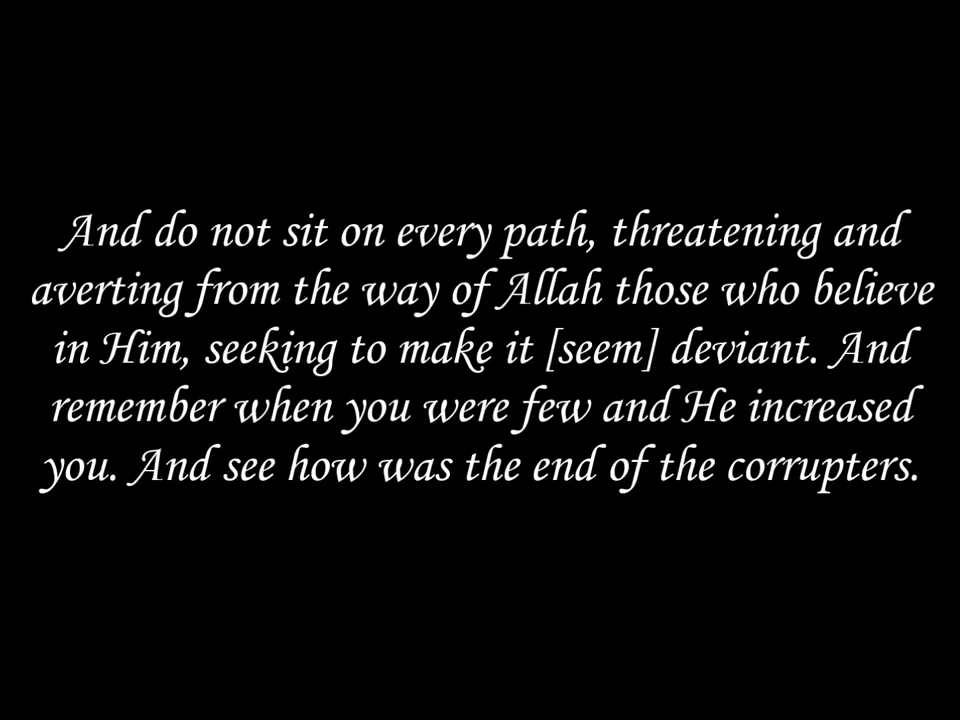 And do not sit on every path, threatening and
averting from the way of Allah those who believe
in Him, seeking to make it [seem] deviant. And
remember when you were few and He increased
you. And see how was the end of the corrupters.